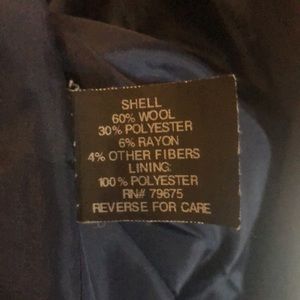 SHELL
60% WOOL
30% POLYESTER
6% RAYON
4% OTHER FIBERS
LINING:
100% POLYESTER
RN# 79675
REVERSE FOR CARE